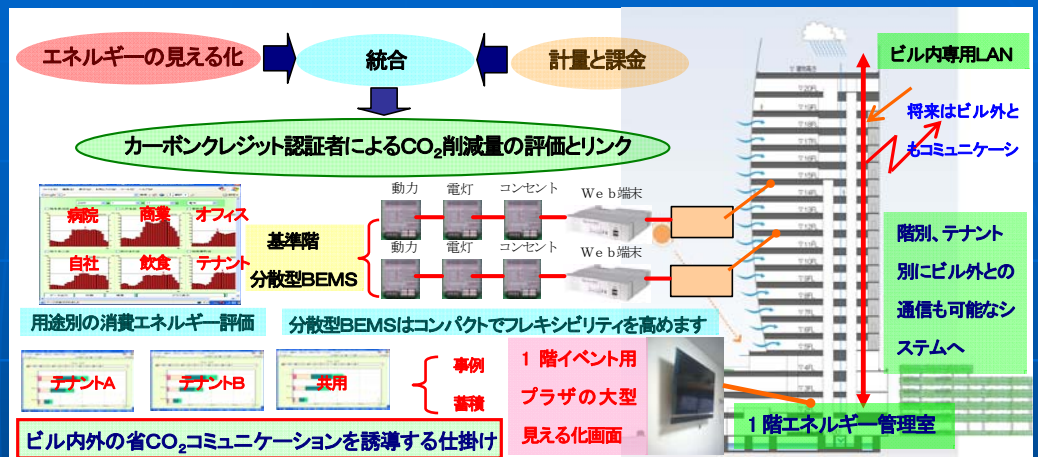 エネルギーの見える化
統合
計量と課金
ビル内専用LAN
将来はビル外と
もコミュニケーシ
カーボンクレジット認証者によるCO₂削減量の評価とリンク
病院
商業
オフィス
自社
飲食
テナント
基準階
分散型BEMS
動力
電灯
コンセント
Web端末
動力
電灯
コンセント
Web端末
階別、テナント
別にビル外との
通信も可能なシ
ステムへ
用途別の消費エネルギー評価
分散型BEMSはコンパクトでフレキシビリティを高めます
テナントA
テナントB
共用
事例
蓄積
1 階イベント用
プラザの大型
見える化画面
1階エネルギー管理室
ビル内外の省CO₂コミュニケーションを誘導する仕掛け